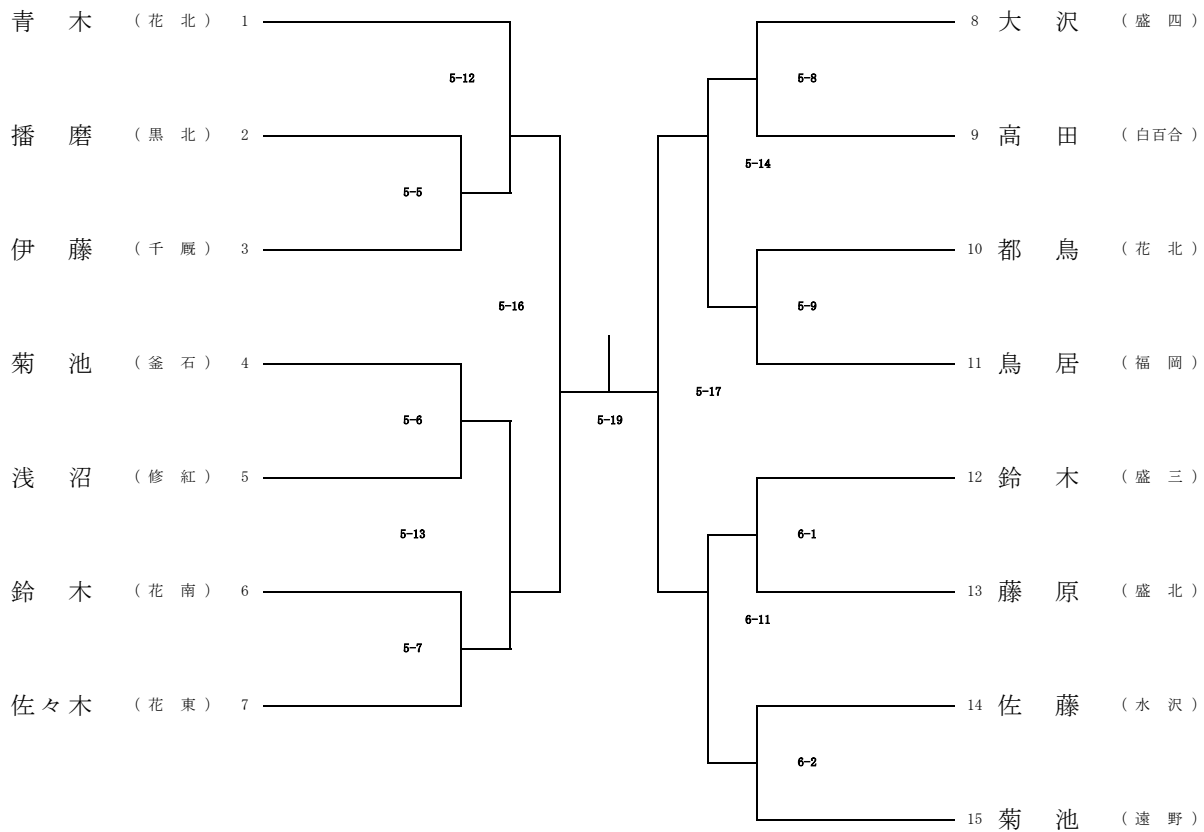 青木 (花北) 1
5-12
播磨 (黒北) 2
5-5
伊藤 (千厩) 3
5-16
菊池 (釜石) 4
5-6
浅沼 (修紅) 5
5-13
鈴木 (花南) 6
5-7
佐々木 (花東) 7
5-19
8 大沢 (盛四)
5-8
9 高田 (白百合)
5-14
10 都鳥 (花北)
5-9
11 鳥居 (福岡)
5-17
12 鈴木 (盛三)
6-1
13 藤原 (盛北)
6-11
14 佐藤 (水沢)
6-2
15 菊池 (遠野)